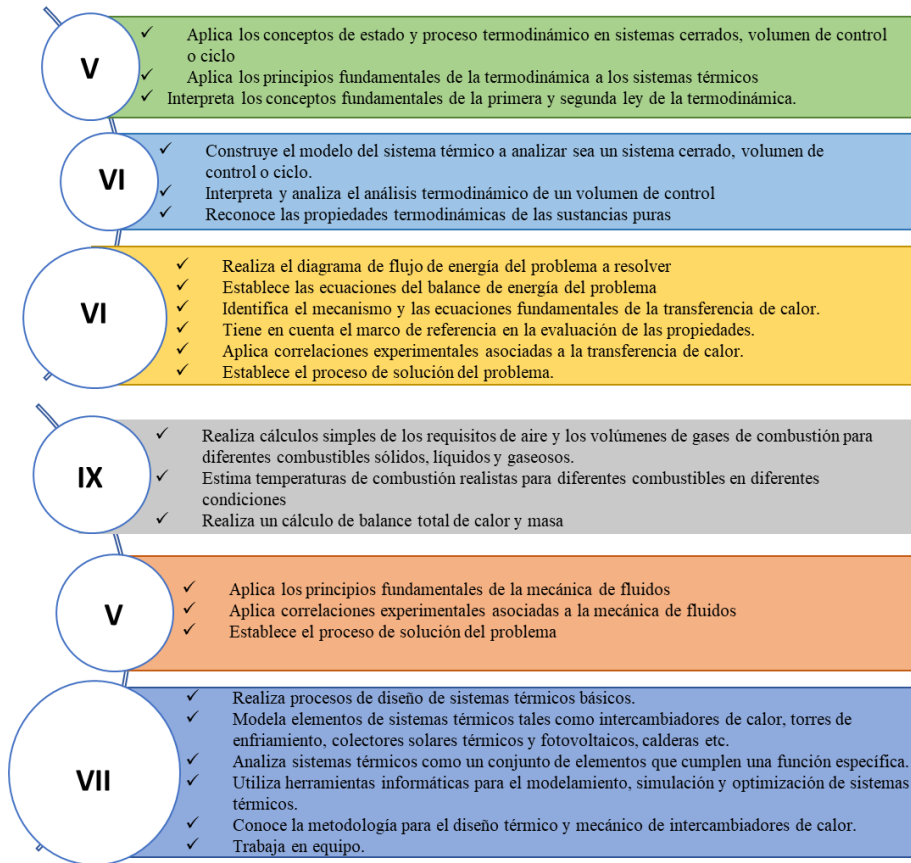 V
✓ Aplica los conceptos de estado y proceso termodinámico en sistemas cerrados, volumen de control
o ciclo
✓ Aplica los principios fundamentales de la termodinámica a los sistemas térmicos
✓ Interpreta los conceptos fundamentales de la primera y segunda ley de la termodinámica.
VI
✓ Construye el modelo del sistema térmico a analizar sea un sistema cerrado, volumen de
control o ciclo.
✓ Interpreta y analiza el análisis termodinámico de un volumen de control
✓ Reconoce las propiedades termodinámicas de las sustancias puras
VI
✓ Realiza el diagrama de flujo de energía del problema a resolver
✓ Establece las ecuaciones del balance de energía del problema
✓ Identifica el mecanismo y las ecuaciones fundamentales de la transferencia de calor.
✓ Tiene en cuenta el marco de referencia en la evaluación de las propiedades.
✓ Aplica correlaciones experimentales asociadas a la transferencia de calor.
✓ Establece el proceso de solución del problema.
IX
✓ Realiza cálculos simples de los requisitos de aire y los volúmenes de gases de combustión para
diferentes combustibles sólidos, líquidos y gaseosos.
✓ Estima temperaturas de combustión realistas para diferentes combustibles en diferentes
condiciones
✓ Realiza un cálculo de balance total de calor y masa
V
✓ Aplica los principios fundamentales de la mecánica de fluidos
✓ Aplica correlaciones experimentales asociadas a la mecánica de fluidos
✓ Establece el proceso de solución del problema
VII
✓ Realiza procesos de diseño de sistemas térmicos básicos.
✓ Modela elementos de sistemas térmicos tales como intercambiadores de calor, torres de
enfriamiento, colectores solares térmicos y fotovoltaicos, calderas etc.
✓ Analiza sistemas térmicos como un conjunto de elementos que cumplen una función específica.
✓ Utiliza herramientas informáticas para el modelamiento, simulación y optimización de sistemas
térmicos.
✓ Conoce la metodología para el diseño térmico y mecánico de intercambiadores de calor.
✓ Trabaja en equipo.